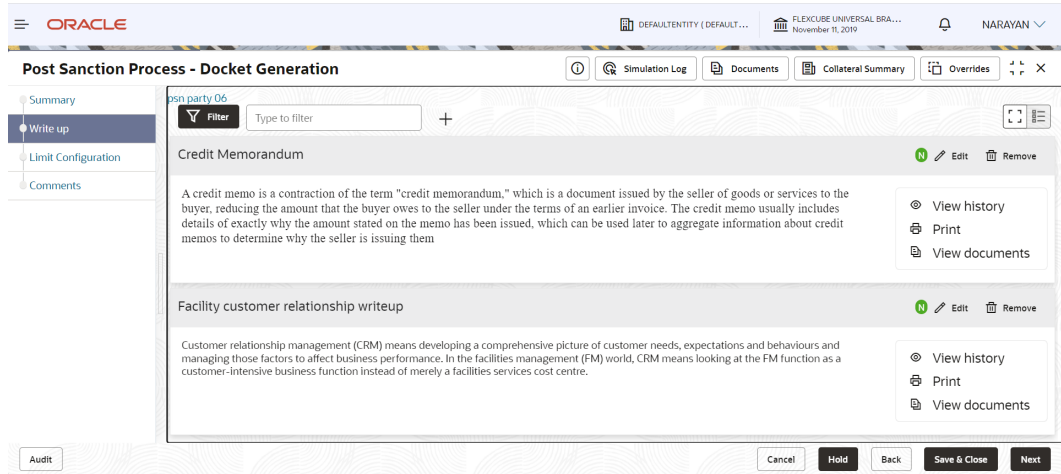 ORACLE
DEFAULTENTITY ( DEFAULT...
FLEXCUBE UNIVERSAL BRA...
November 11, 2019
NARAYAN
Post Sanction Process - Docket Generation
Simulation Log
Documents
Collateral Summary
Overrides
Summary
Write up
Limit Configuration
Comments
psn party 06
Filter
Type to filter
Credit Memorandum
N
Edit
Remove
A credit memo is a contraction of the term "credit memorandum," which is a document issued by the seller of goods or services to the
buyer, reducing the amount that the buyer owes to the seller under the terms of an earlier invoice. The credit memo usually includes
details of exactly why the amount stated on the memo has been issued, which can be used later to aggregate information about credit
memos to determine why the seller is issuing them
View history
Print
View documents
Facility customer relationship writeup
N
Edit
Remove
Customer relationship management (CRM) means developing a comprehensive picture of customer needs, expectations and behaviours and
managing those factors to affect business performance. In the facilities management (FM) world, CRM means looking at the FM function as a
customer-intensive business function instead of merely a facilities services cost centre.
View history
Print
View documents
Audit
Cancel
Hold
Back
Save & Close
Next